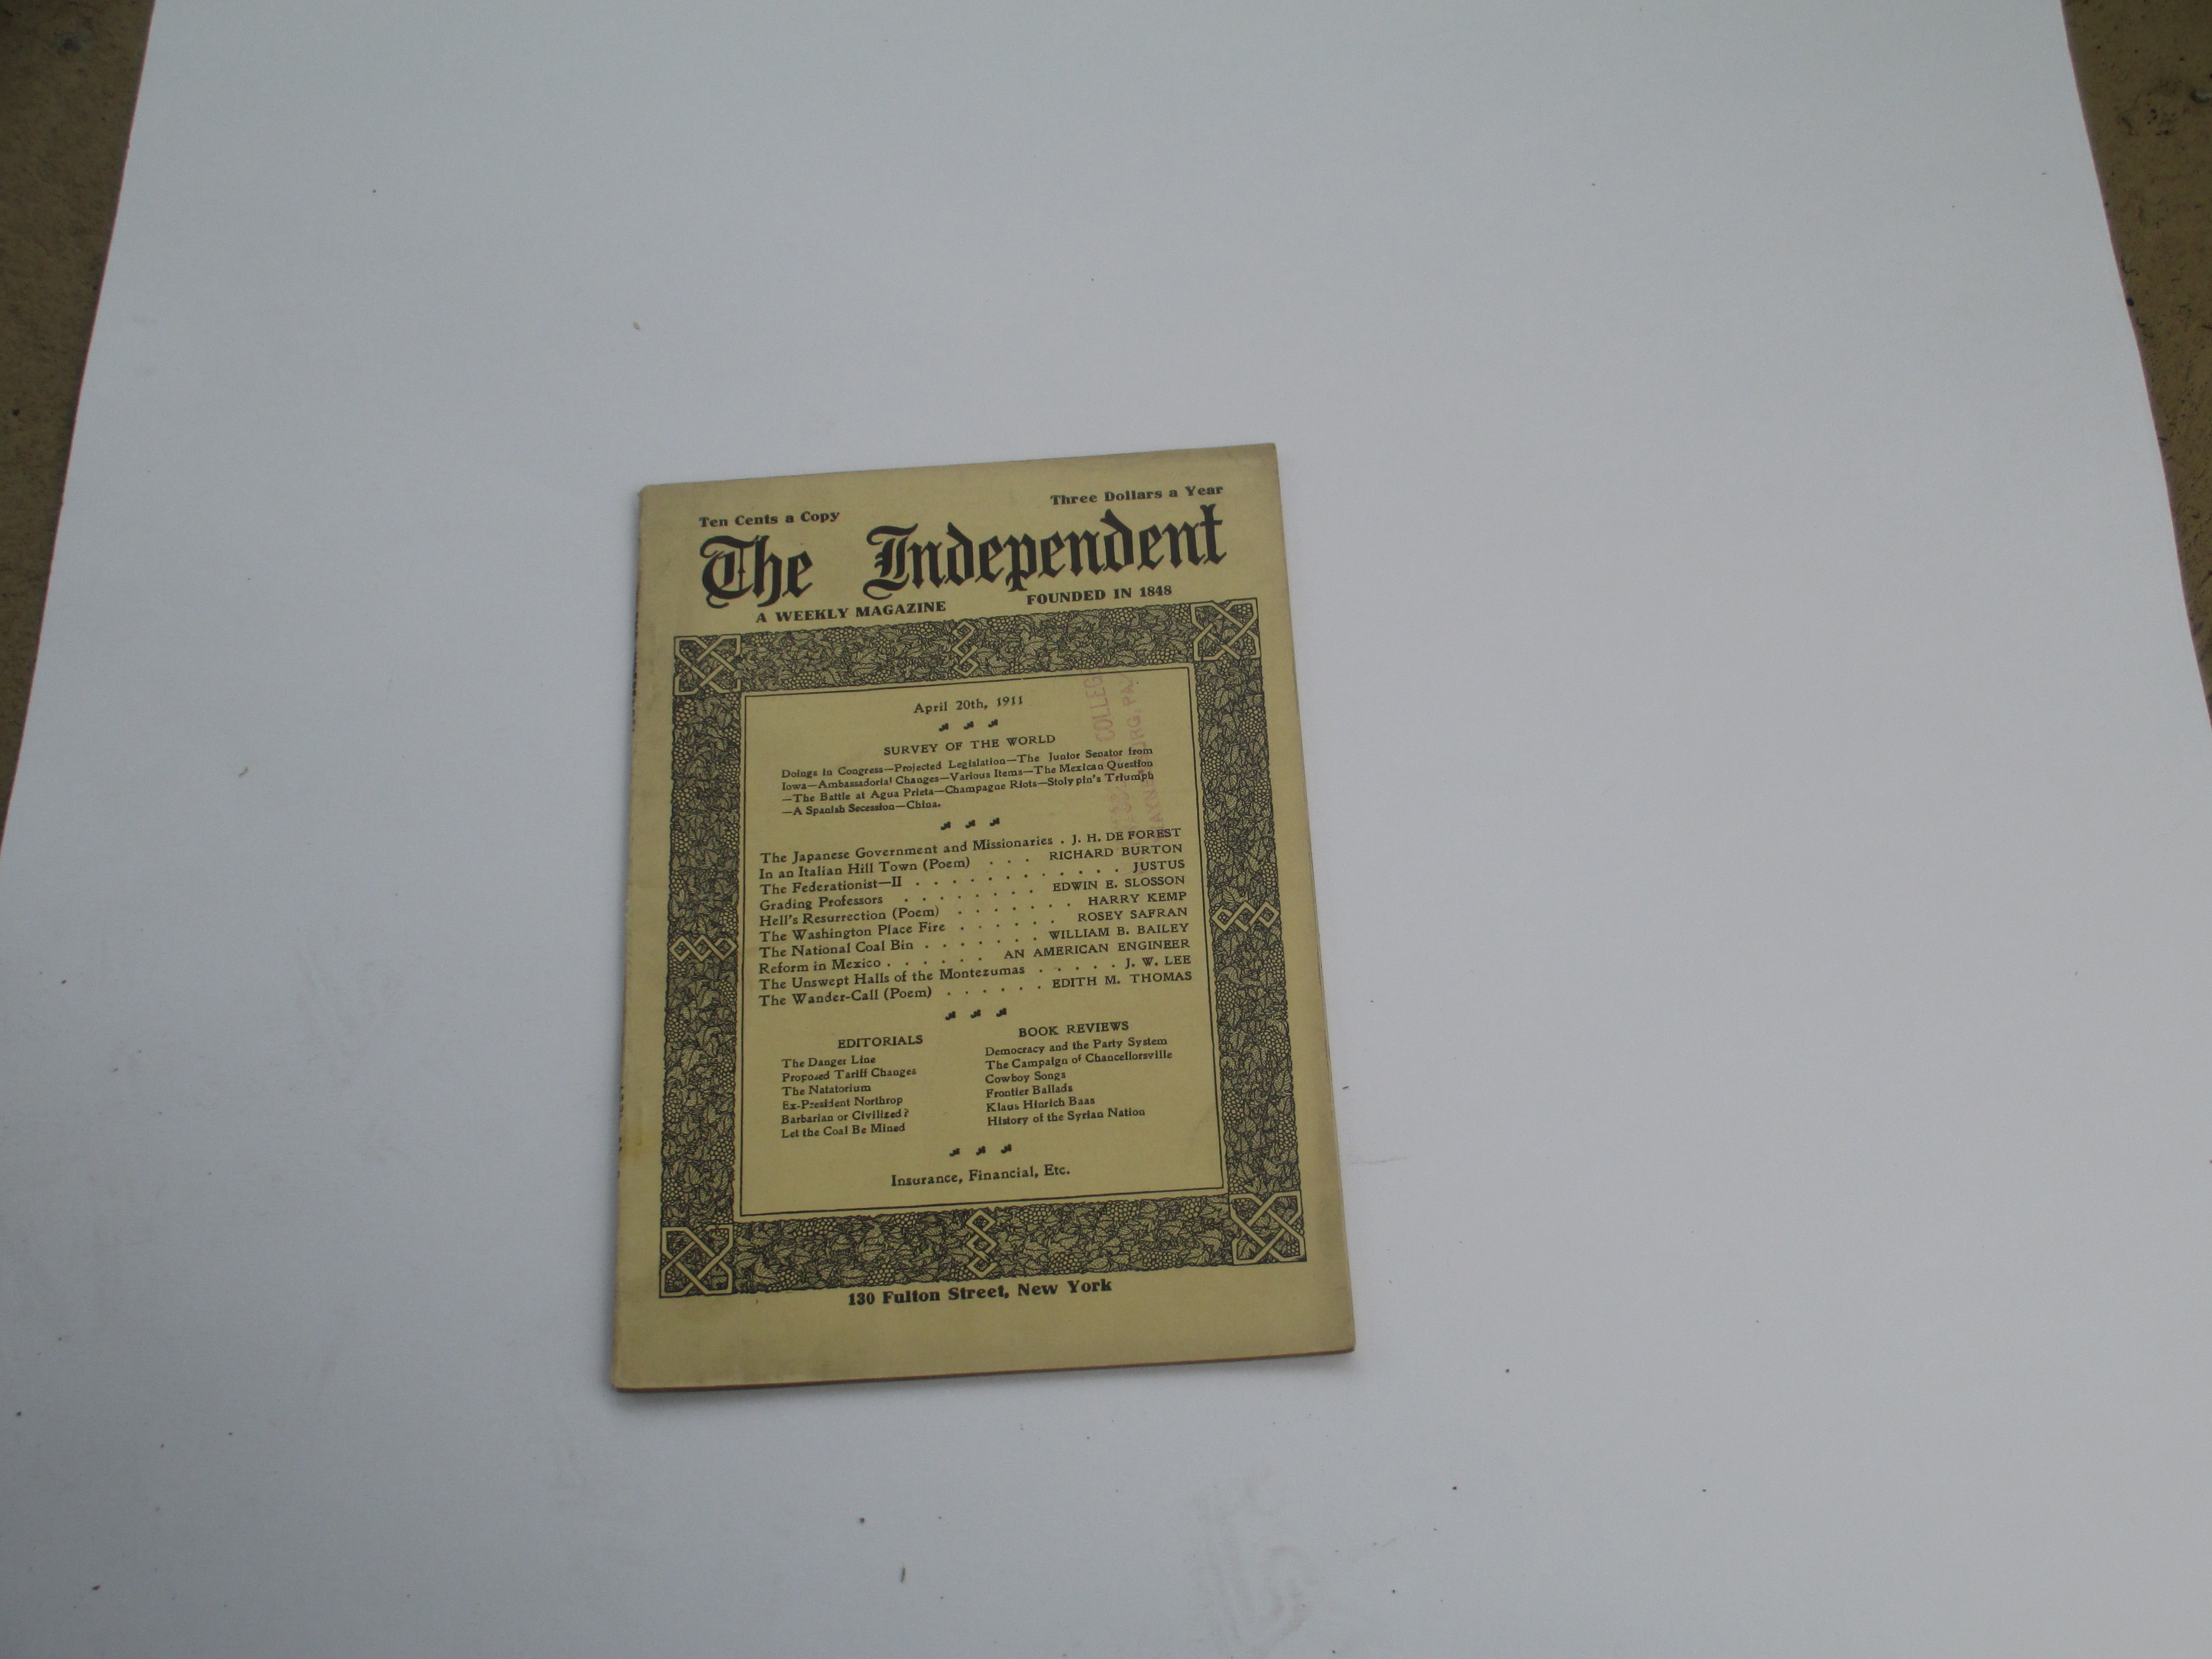 Ten Cents a Copy
Three Dollars a Year
The Independent
A WEEKLY MAGAZINE
FOUNDED IN 1848
April 20th, 1911
SURVEY OF THE WORLD
Doings in Congress—Projected Legislation—The Junior Senator from
Iowa—Ambassadorial Changes—Various Items—The Mexican Question
—The Battle at Agua Prieta—Champagne Riots—Stolypin's Triumph
—A Spanish Secession—China.
The Japanese Government and Missionaries . J. H. DE FOREST
In an Italian Hill Town (Poem) . . . RICHARD BURTON
The Federationist—II . . . . . . . . . . . . JUSTUS
Grading Professors . . . . . . . . EDWIN E. SLOSSON
Hell's Resurrection (Poem) . . . . . . . HARRY KEMP
The Washington Place Fire . . . . . . ROSEY SAFRAN
The National Coal Bin . . . . . . . WILLIAM B. BAILEY
Reform in Mexico . . . . . . AN AMERICAN ENGINEER
The Unswept Halls of the Montezumas . . . . . J. W. LEE
The Wander-Call (Poem) . . . . . . EDITH M. THOMAS
EDITORIALS
The Danger Line
Proposed Tariff Changes
The Natatorium
Ex-President Northrop
Barbarian or Civilized?
Let the Coal Be Mined
BOOK REVIEWS
Democracy and the Party System
The Campaign of Chancellorsville
Cowboy Songs
Frontier Ballads
Klaus Hinrich Baas
History of the Syrian Nation
Insurance, Financial, Etc.
130 Fulton Street, New York
COLLEG
PA